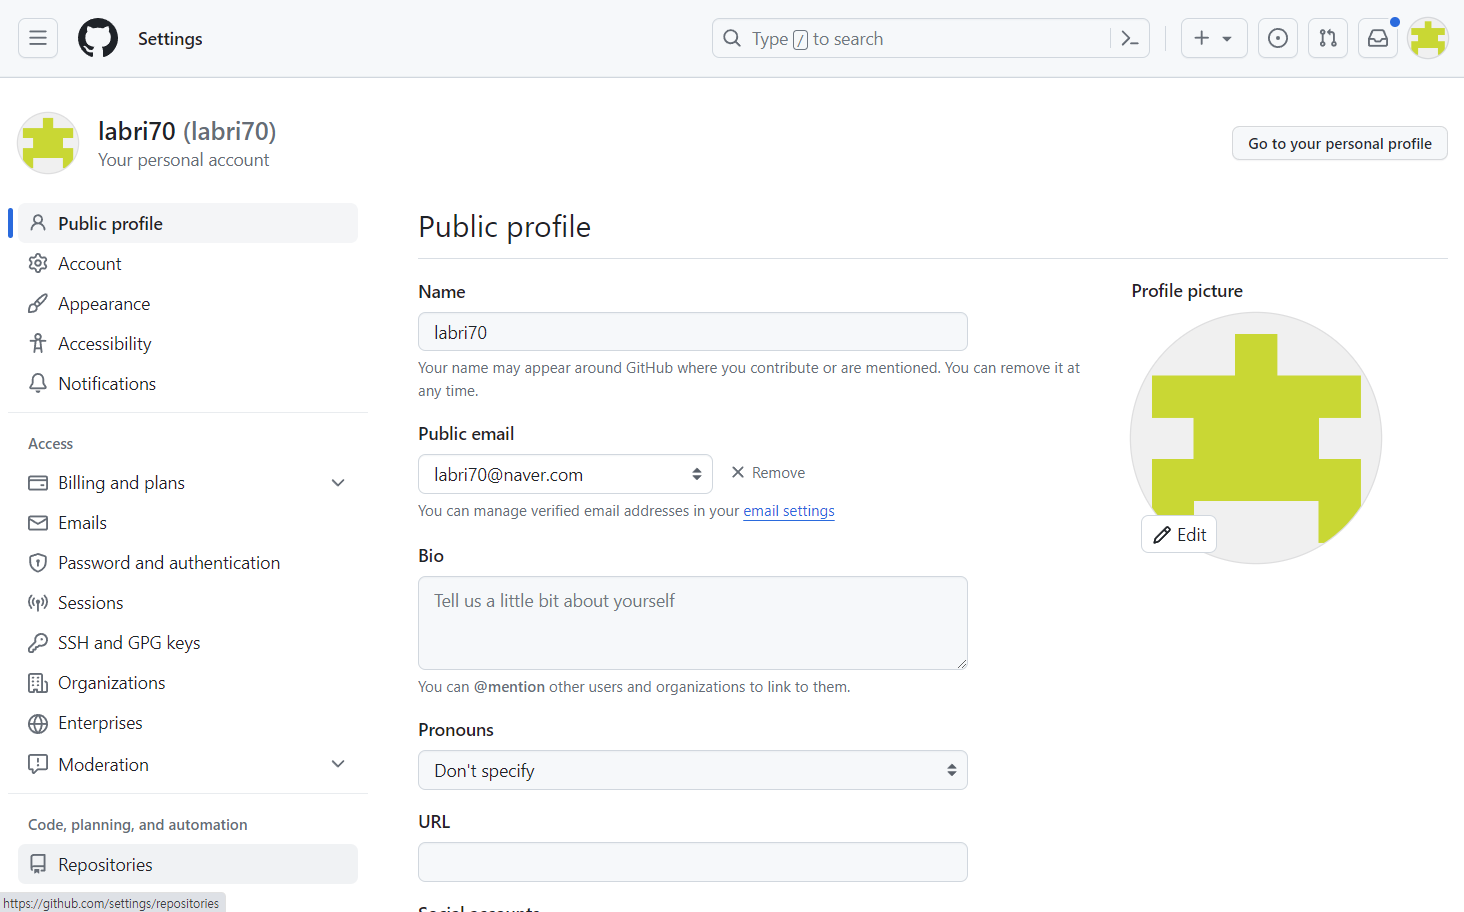 Settings
Type / to search
labri70 (labri70)
Your personal account
Go to your personal profile
Public profile
Account
Appearance
Accessibility
Notifications
Access
Billing and plans
Emails
Password and authentication
Sessions
SSH and GPG keys
Organizations
Enterprises
Moderation
Code, planning, and automation
Repositories
https://github.com/settings/repositories
Public profile
Name
labri70
Your name may appear around GitHub where you contribute or are mentioned. You can remove it at
any time.
Public email
labri70@naver.com
Remove
You can manage verified email addresses in your email settings
Bio
Tell us a little bit about yourself
You can @mention other users and organizations to link to them.
Pronouns
Don't specify
URL
Social accounts
Profile picture
Edit